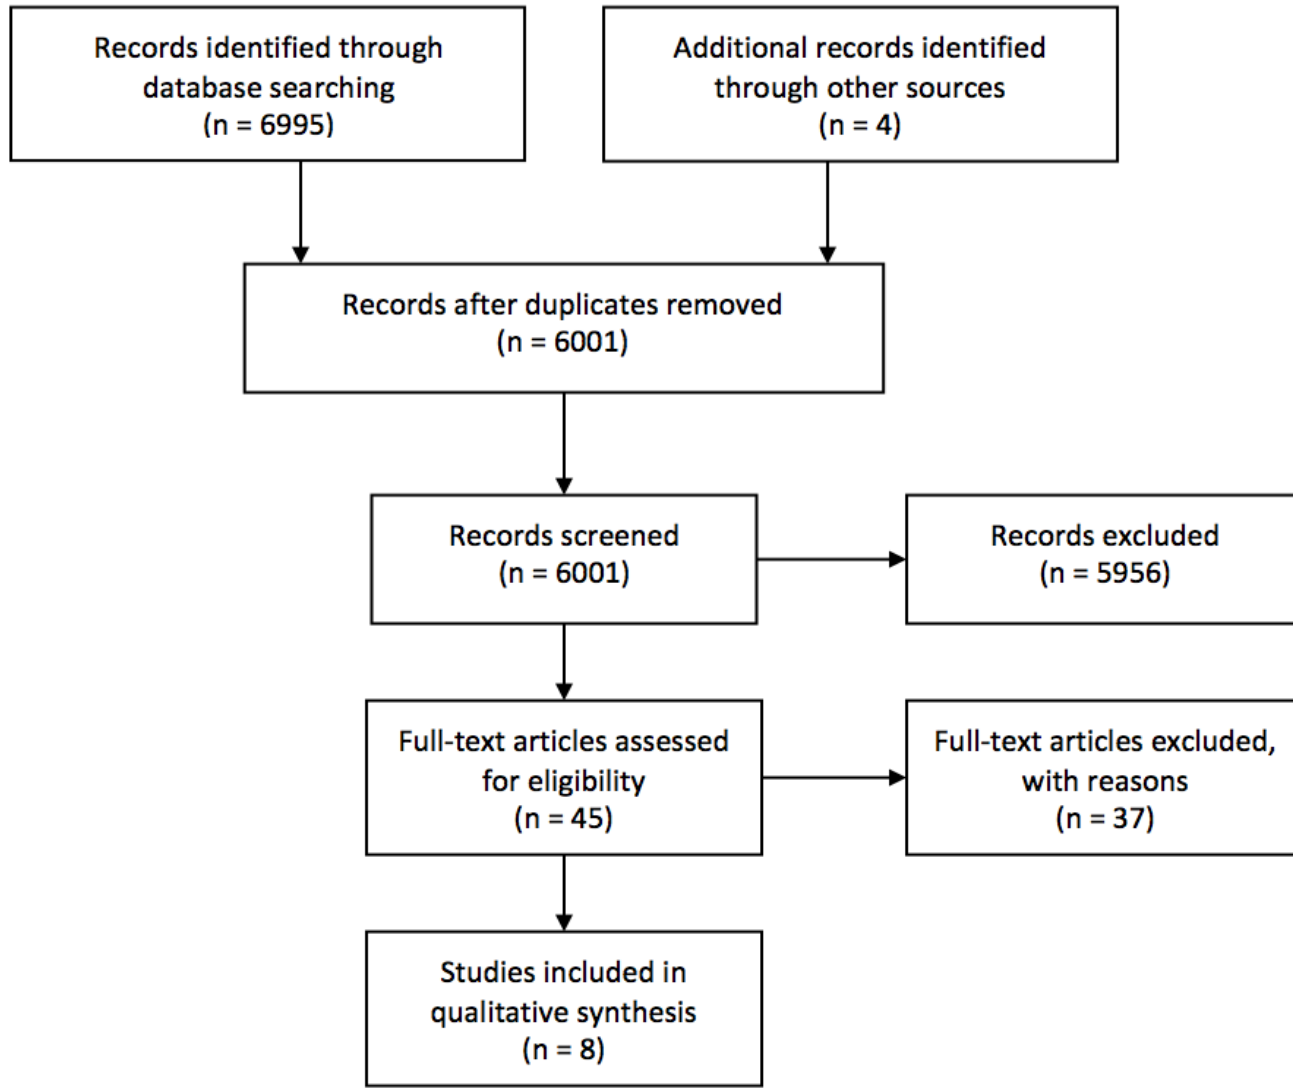 Records identified through
database searching
(n = 6995)
Additional records identified
through other sources
(n = 4)
Records after duplicates removed
(n = 6001)
Records screened
(n = 6001)
Records excluded
(n = 5956)
Full-text articles assessed
for eligibility
(n = 45)
Full-text articles excluded,
with reasons
(n = 37)
Studies included in
qualitative synthesis
(n = 8)